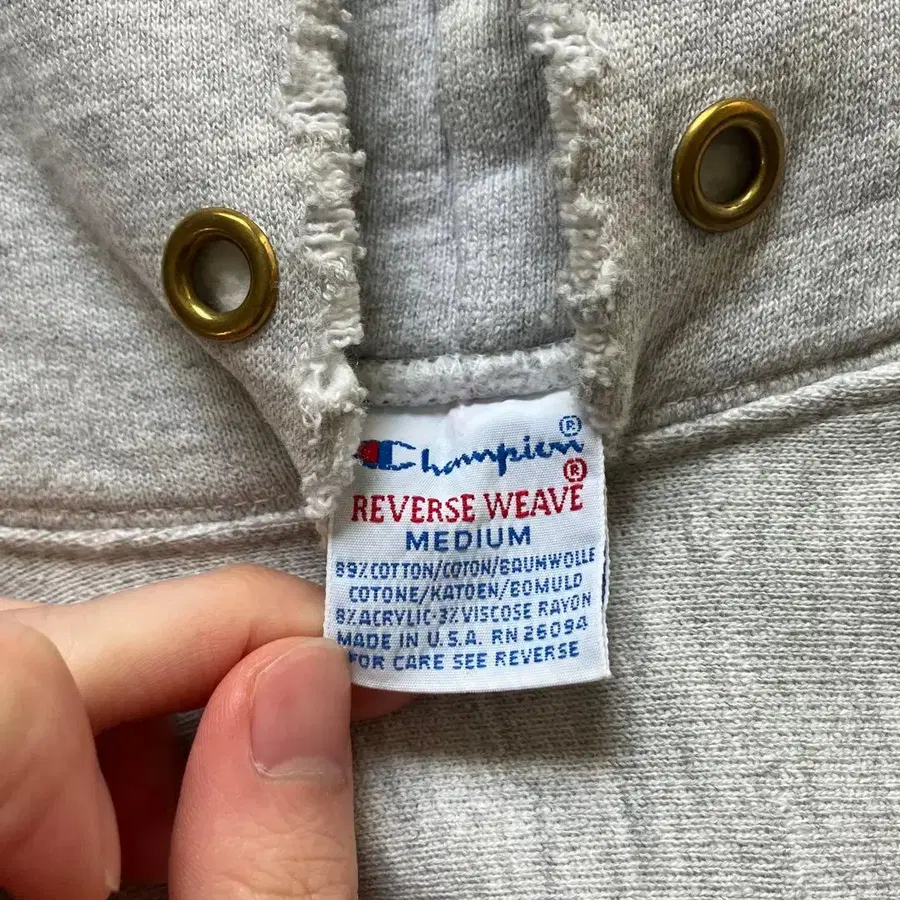 Champion®
REVERSE WEAVE®
MEDIUM
89% COTTON/COTON/BAUMWOLLE
COTONE/KATOEN/BOMULD
8% ACRYLIC-3% VISCOSE RAYON
MADE IN U.S.A. RN 26094
FOR CARE SEE REVERSE